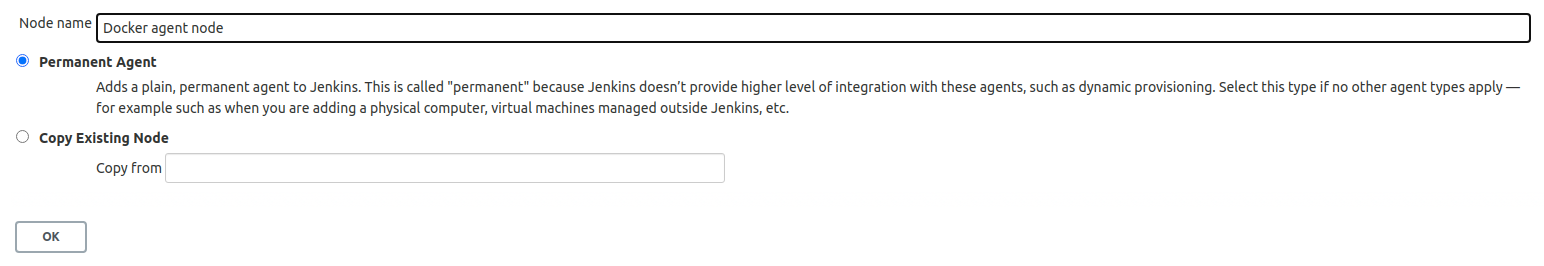 Node name Docker agent node
Permanent Agent
Adds a plain, permanent agent to Jenkins. This is called "permanent" because Jenkins doesn’t provide higher level of integration with these agents, such as dynamic provisioning. Select this type if no other agent types apply —
for example such as when you are adding a physical computer, virtual machines managed outside Jenkins, etc.
Copy Existing Node
Copy from
OK